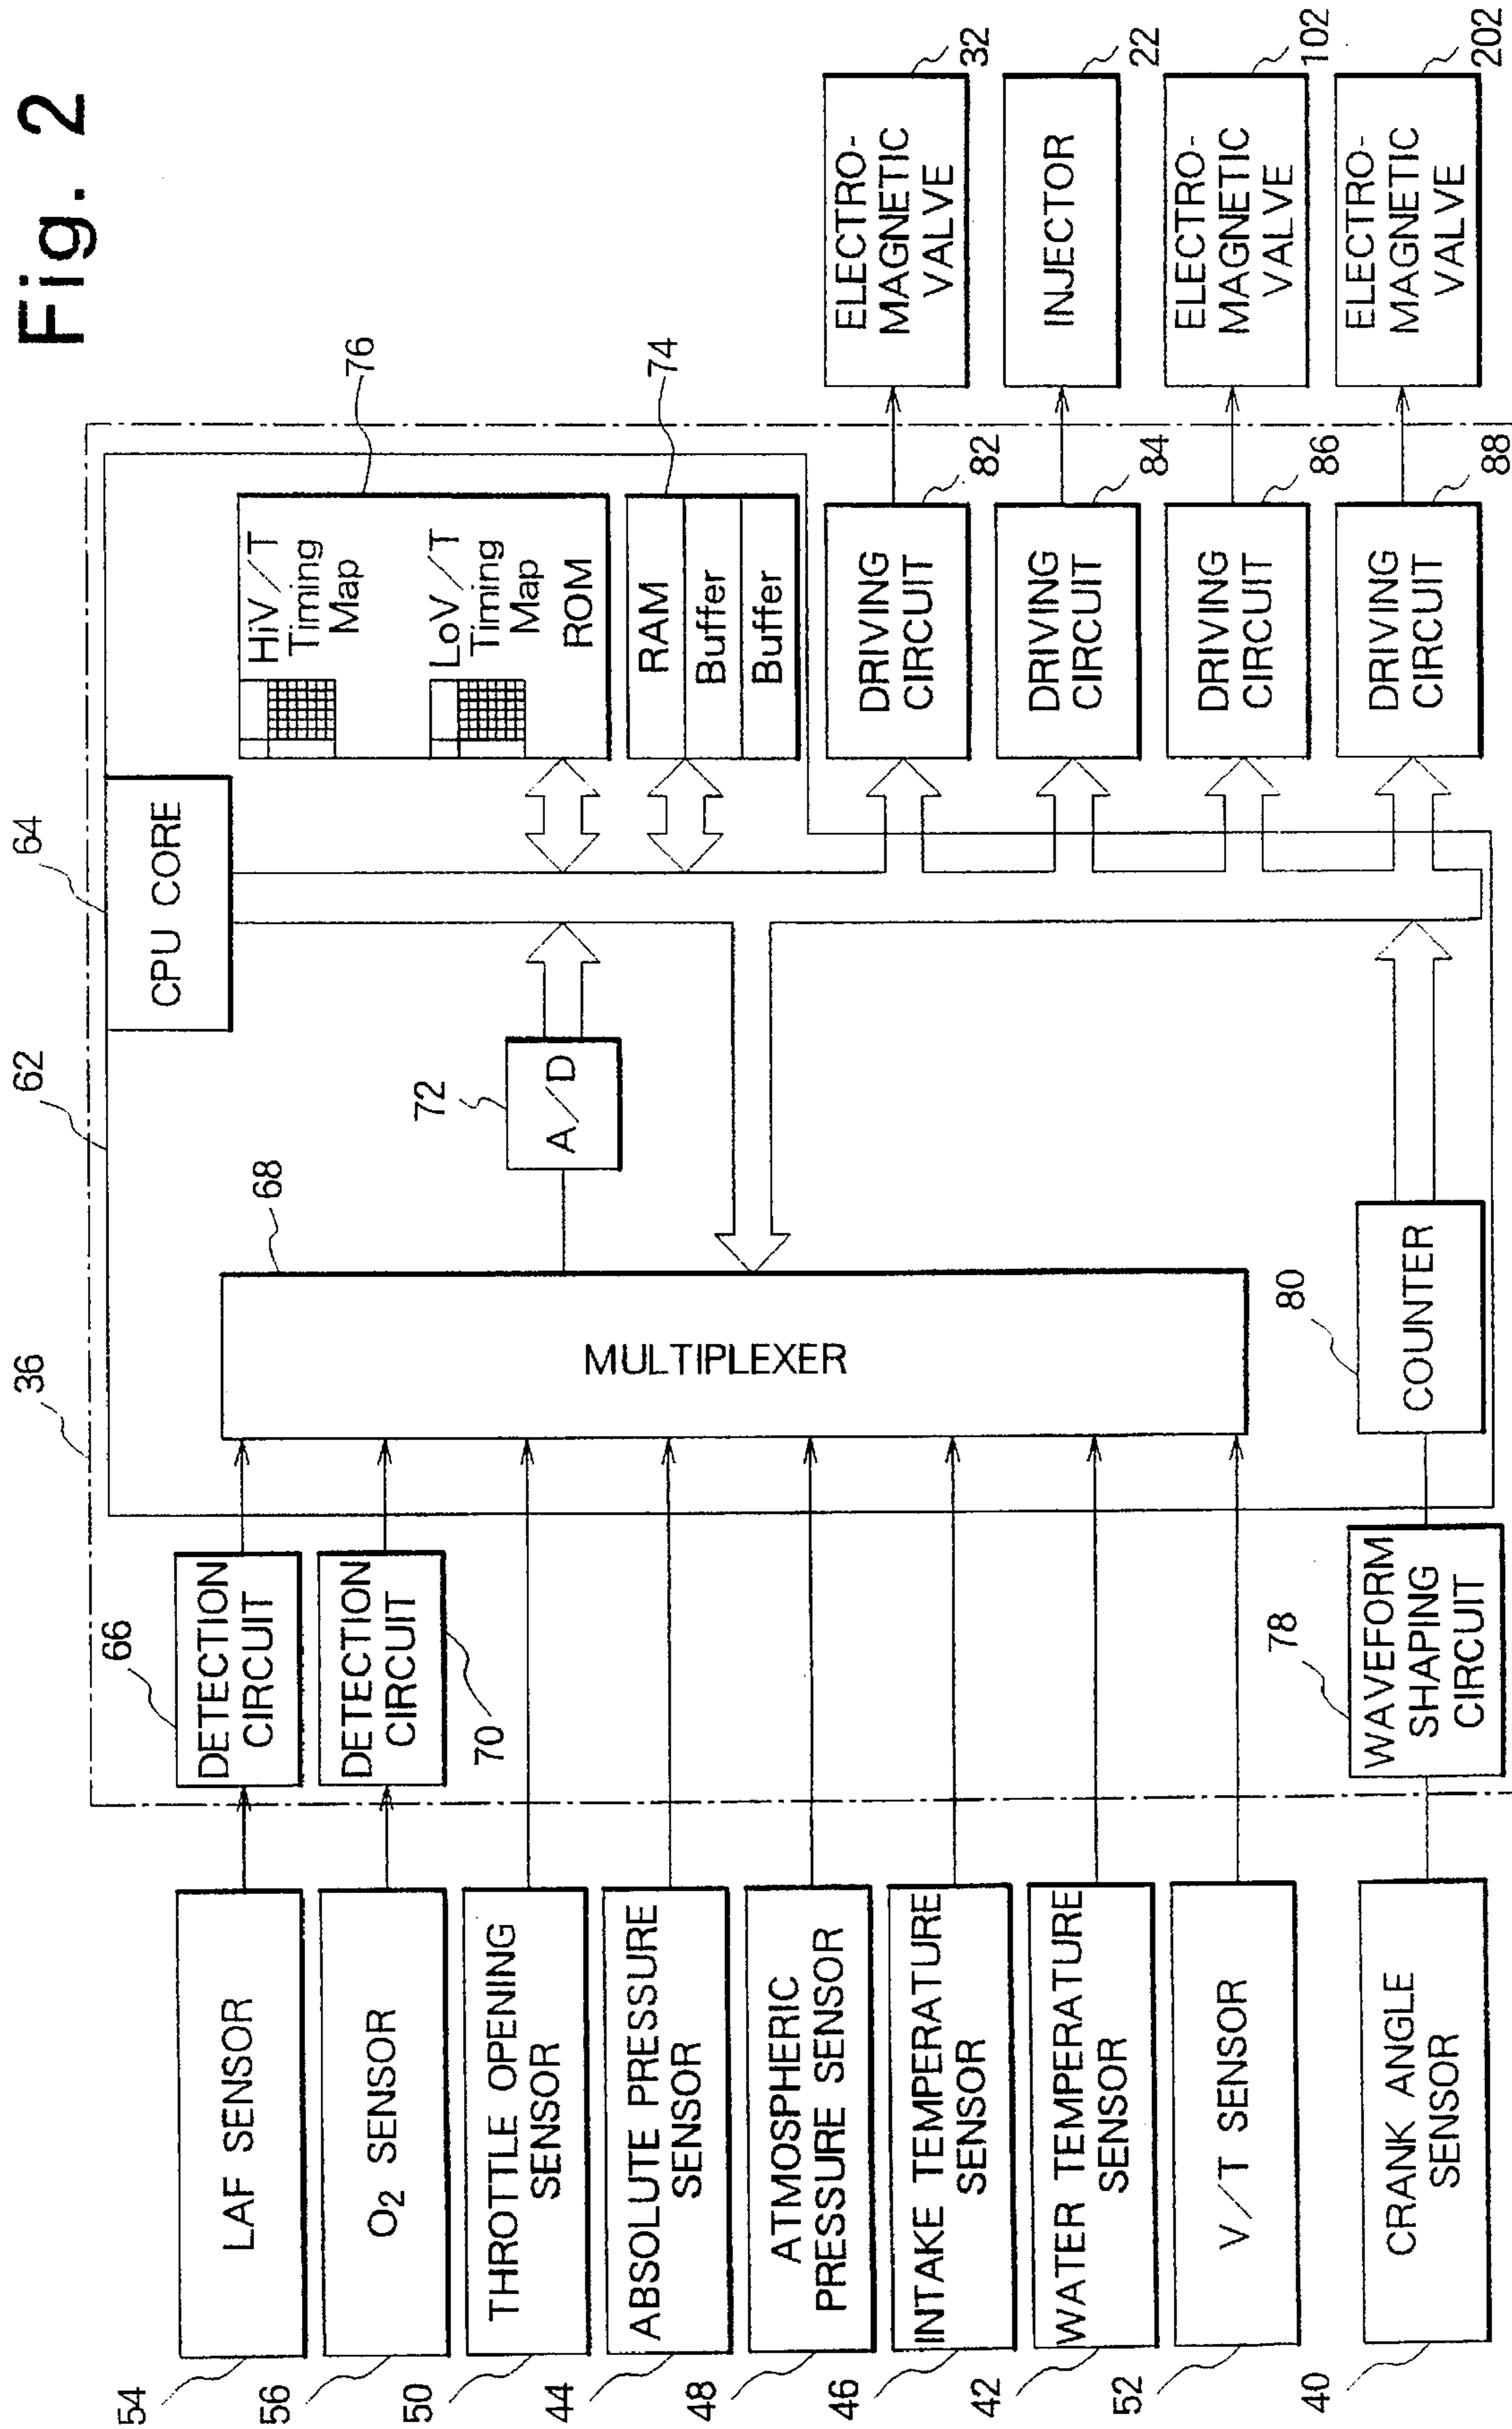 Fig. 2
36
62
64
54
LAF SENSOR
56
O2 SENSOR
50
THROTTLE OPENING
SENSOR
44
ABSOLUTE PRESSURE
SENSOR
48
ATMOSPHERIC
PRESSURE SENSOR
46
INTAKE TEMPERATURE
SENSOR
42
WATER TEMPERATURE
SENSOR
52
V/T SENSOR
40
CRANK ANGLE
SENSOR
66
DETECTION
CIRCUIT
DETECTION
CIRCUIT
70
78
WAVEFORM
SHAPING
CIRCUIT
68
MULTIPLEXER
80
COUNTER
72
A/D
CPU CORE
76
HiV/T
Timing
Map
LoV/T
Timing
Map
ROM
74
RAM
Buffer
Buffer
DRIVING
CIRCUIT
82
DRIVING
CIRCUIT
84
DRIVING
CIRCUIT
86
DRIVING
CIRCUIT
88
ELECTRO-
MAGNETIC
VALVE
32
INJECTOR
22
ELECTRO-
MAGNETIC
VALVE
102
ELECTRO-
MAGNETIC
VALVE
202